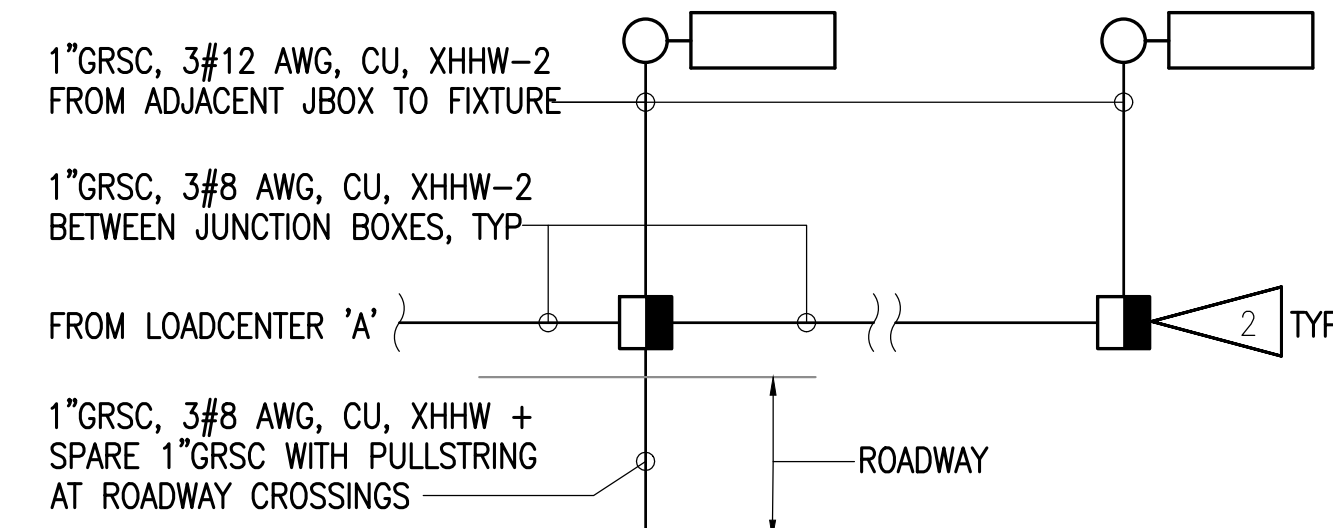 1"GRSC, 3#12 AWG, CU, XHHW-2
FROM ADJACENT JBOX TO FIXTURE
1"GRSC, 3#8 AWG, CU, XHHW-2
BETWEEN JUNCTION BOXES, TYP
FROM LOADCENTER 'A'
2 TYP
1"GRSC, 3#8 AWG, CU, XHHW +
SPARE 1"GRSC WITH PULLSTRING
AT ROADWAY CROSSINGS
ROADWAY